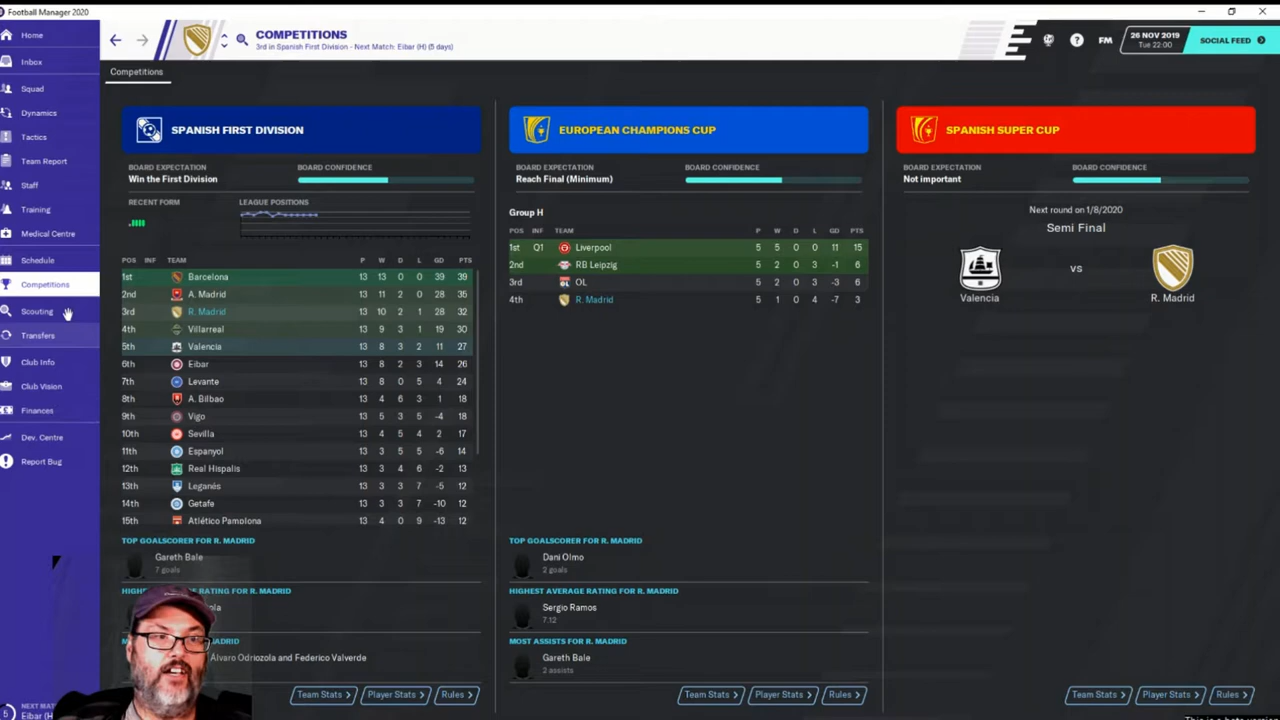 Football Manager 2020
Home
Inbox
Squad
Dynamics
Tactics
Team Report
Staff
Training
Medical Centre
Schedule
Competitions
Scouting
Transfers
Club Info
Club Vision
Finances
Dev. Centre
Report Bug
5
NEXT MAT
Eibar (H)
COMPETITIONS
3rd in Spanish First Division - Next Match: Eibar (H) (5 days)
? FM
26 NOV 2019
Tue 22:00
SOCIAL FEED
Competitions
SPANISH FIRST DIVISION
BOARD EXPECTATION BOARD CONFIDENCE
Win the First Division
RECENT FORM LEAGUE POSITIONS
POS INF TEAM P W D L GD PTS
1st Barcelona 13 13 0 0 39 39
2nd A. Madrid 13 11 2 0 28 35
3rd R. Madrid 13 10 2 1 28 32
4th Villarreal 13 9 3 1 19 30
5th Valencia 13 8 3 2 11 27
6th Eibar 13 8 2 3 14 26
7th Levante 13 8 0 5 4 24
8th A. Bilbao 13 4 6 3 1 18
9th Vigo 13 5 3 5 -4 18
10th Sevilla 13 4 5 4 2 17
11th Espanyol 13 3 5 5 -6 14
12th Real Hispalis 13 3 4 6 -2 13
13th Leganés 13 3 3 7 -5 12
14th Getafe 13 3 3 7 -10 12
15th Atlético Pamplona 13 4 0 9 -13 12
TOP GOALSCORER FOR R. MADRID
Gareth Bale
7 goals
HIGHES RATING FOR R. MADRID
ola
M ADRID
Álvaro Odriozola and Federico Valverde
Team Stats > Player Stats > Rules >
EUROPEAN CHAMPIONS CUP
BOARD EXPECTATION BOARD CONFIDENCE
Reach Final (Minimum)
Group H
POS INF TEAM P W D L GD PTS
1st Q1 Liverpool 5 5 0 0 11 15
2nd RB Leipzig 5 2 0 3 -1 6
3rd OL 5 2 0 3 -3 6
4th R. Madrid 5 1 0 4 -7 3
TOP GOALSCORER FOR R. MADRID
Dani Olmo
2 goals
HIGHEST AVERAGE RATING FOR R. MADRID
Sergio Ramos
7.12
MOST ASSISTS FOR R. MADRID
Gareth Bale
2 assists
Team Stats > Player Stats > Rules >
SPANISH SUPER CUP
BOARD EXPECTATION BOARD CONFIDENCE
Not important
Next round on 1/8/2020
Semi Final
vs
Valencia R. Madrid
Team Stats > Player Stats > Rules >